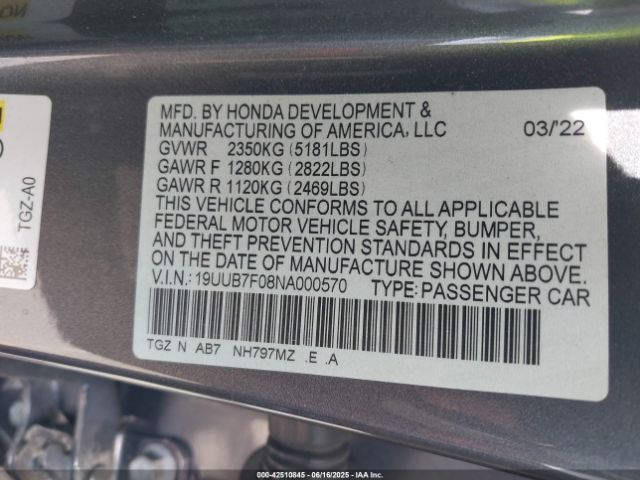 MFD. BY HONDA DEVELOPMENT &
MANUFACTURING OF AMERICA, LLC 03/'22
GVWR 2350KG (5181LBS)
GAWR F 1280KG (2822LBS)
GAWR R 1120KG (2469LBS)
THIS VEHICLE CONFORMS TO ALL APPLICABLE
FEDERAL MOTOR VEHICLE SAFETY, BUMPER,
AND THEFT PREVENTION STANDARDS IN EFFECT
ON THE DATE OF MANUFACTURE SHOWN ABOVE.
V.I.N.:19UUB7F08NA000570 TYPE:PASSENGER CAR
TGZ N AB7 NH797MZ .E .A
TGZ-A0
000-42510845 - 06/16/2025 - IAA Inc.